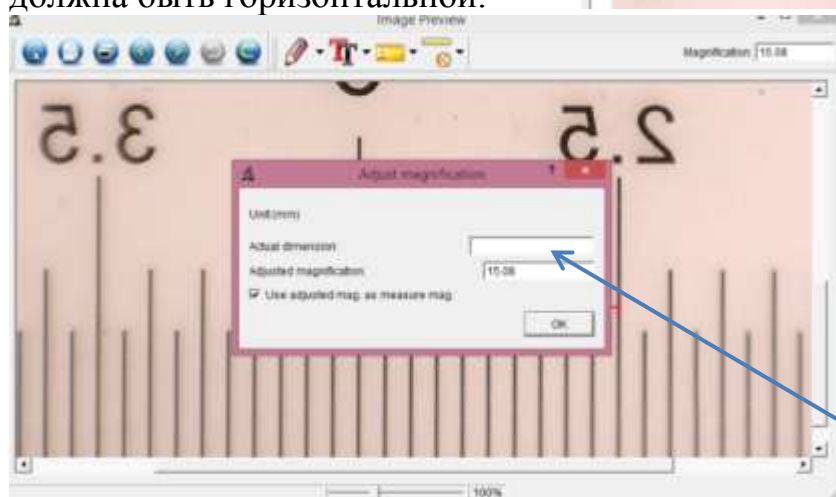 должна быть горизонтальной.
Image Preview
Magnification: 15.08
3.5
2.5
Adjust magnification
?
Unit:(mm)
Actual dimension:
Adjusted magnification: 15.08
Use adjusted mag. as measure mag.
OK
100%